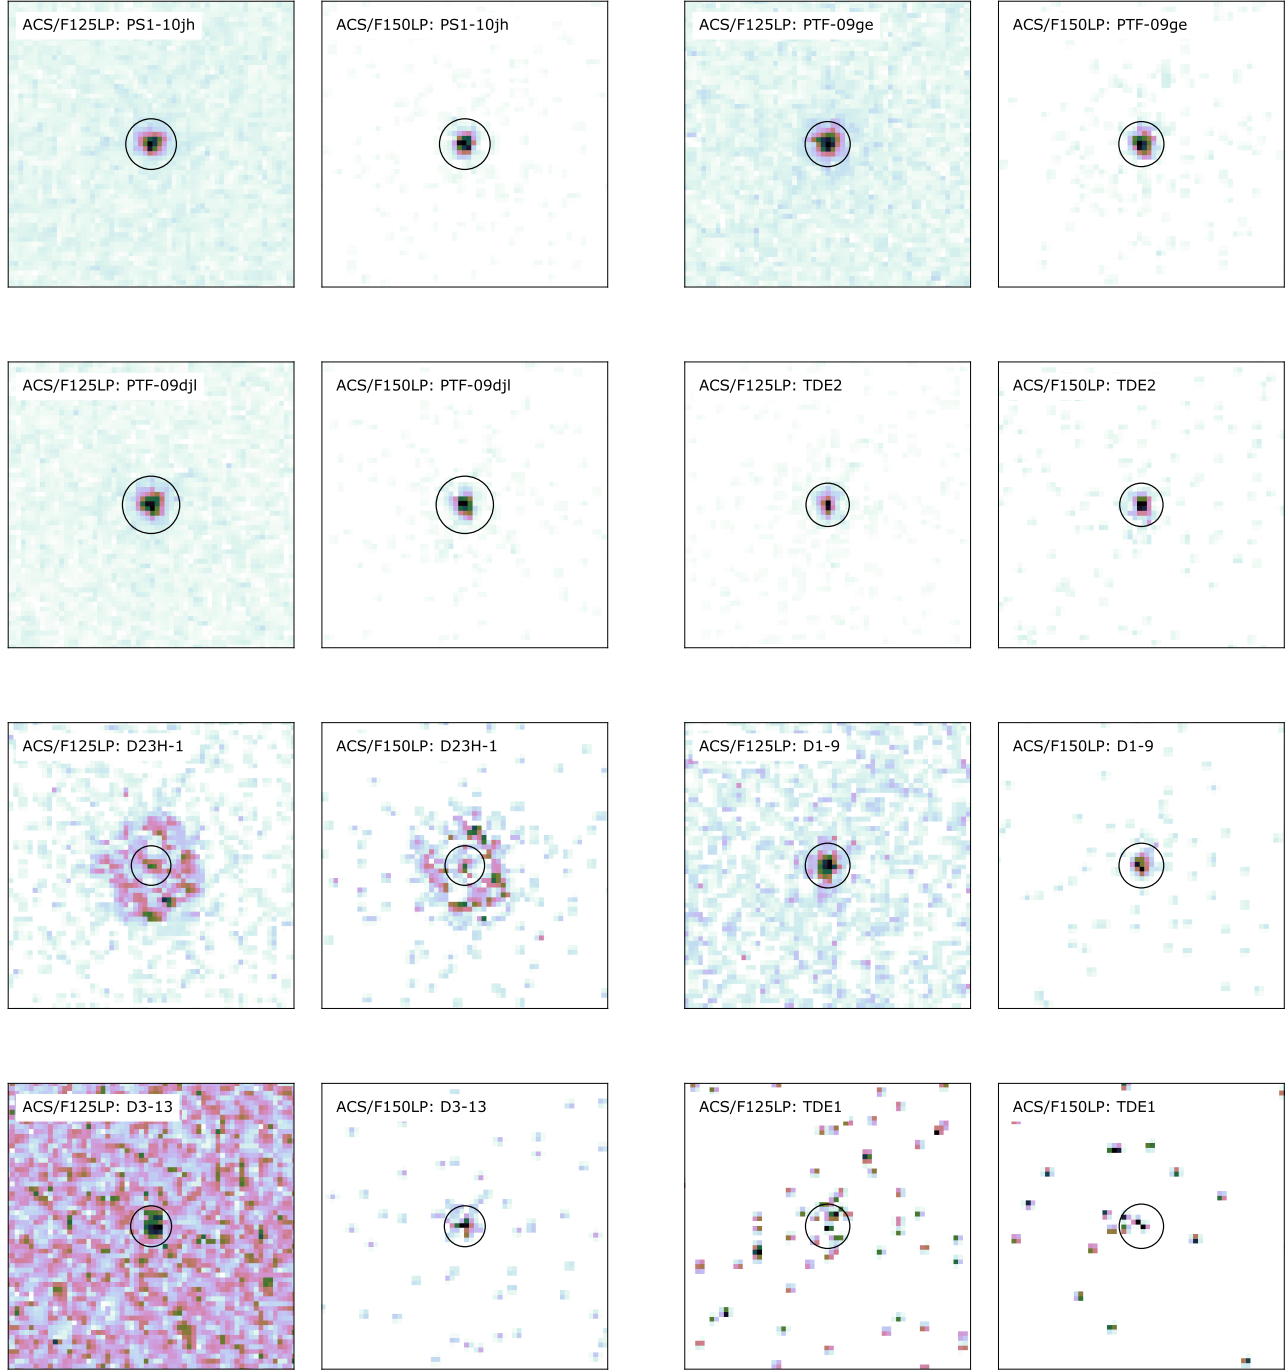 ACS/F125LP: PS1-10jh
ACS/F150LP: PS1-10jh
ACS/F125LP: PTF-09ge
ACS/F150LP: PTF-09ge
ACS/F125LP: PTF-09djl
ACS/F150LP: PTF-09djl
ACS/F125LP: TDE2
ACS/F150LP: TDE2
ACS/F125LP: D23H-1
ACS/F150LP: D23H-1
ACS/F125LP: D1-9
ACS/F150LP: D1-9
ACS/F125LP: D3-13
ACS/F150LP: D3-13
ACS/F125LP: TDE1
ACS/F150LP: TDE1